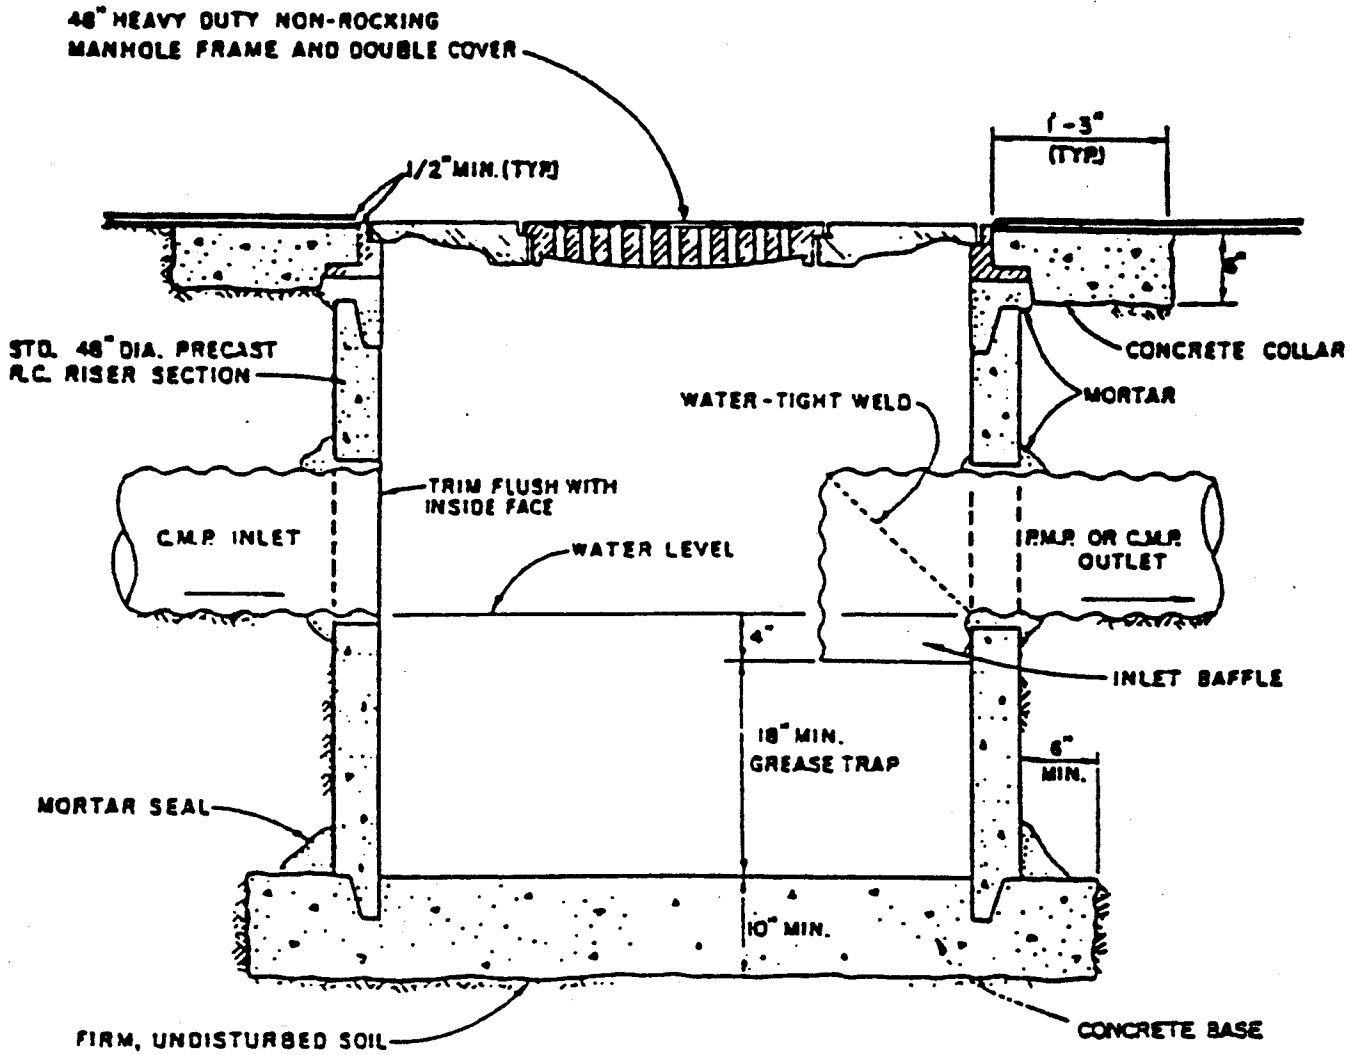 48" HEAVY DUTY NON-ROCKING
MANHOLE FRAME AND DOUBLE COVER
1'-3"
(TYP.)
1/2" MIN. (TYP.)
STD. 48" DIA. PRECAST
R.C. RISER SECTION
CONCRETE COLLAR
MORTAR
WATER-TIGHT WELD
TRIM FLUSH WITH
INSIDE FACE
C.M.P. INLET
WATER LEVEL
P.M.P. OR C.M.P.
OUTLET
4"
INLET BAFFLE
18" MIN.
GREASE TRAP
6"
MIN.
MORTAR SEAL
10" MIN.
FIRM, UNDISTURBED SOIL
CONCRETE BASE